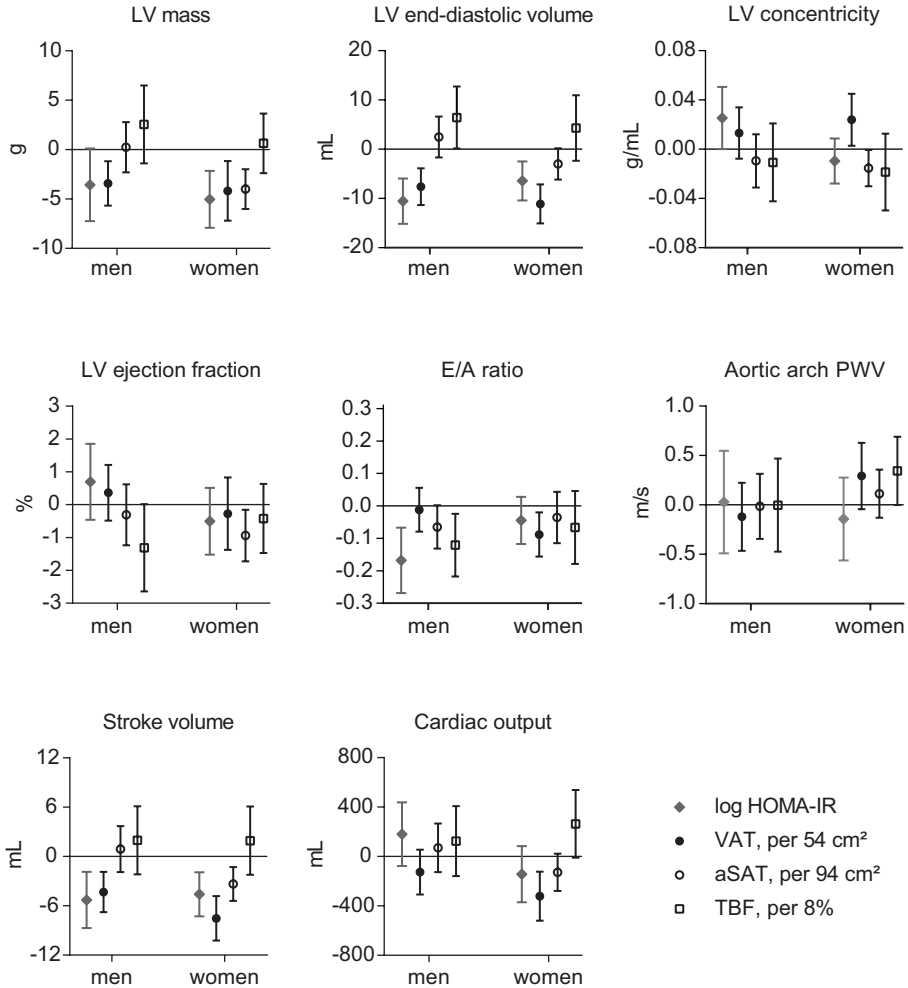 LV mass
LV end-diastolic volume
LV concentricity
10
5
0
-5
-10
g
men
women
20
10
0
-10
-20
mL
men
women
0.08
0.04
0.00
-0.04
-0.08
g/mL
men
women
LV ejection fraction
E/A ratio
Aortic arch PWV
3
2
1
0
-1
-2
-3
%
men
women
0.3
0.2
0.1
0.0
-0.1
-0.2
-0.3
men
women
1.0
0.5
0.0
-0.5
-1.0
m/s
men
women
Stroke volume
Cardiac output
12
6
0
-6
-12
mL
men
women
800
400
0
-400
-800
mL
men
women
log HOMA-IR
VAT, per 54 cm²
aSAT, per 94 cm²
TBF, per 8%